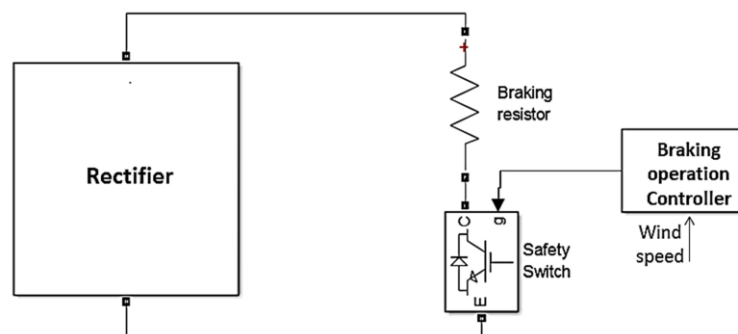 Rectifier
+
Braking
resistor
Braking
operation
Controller
Wind
speed
C
g
E
Safety
Switch